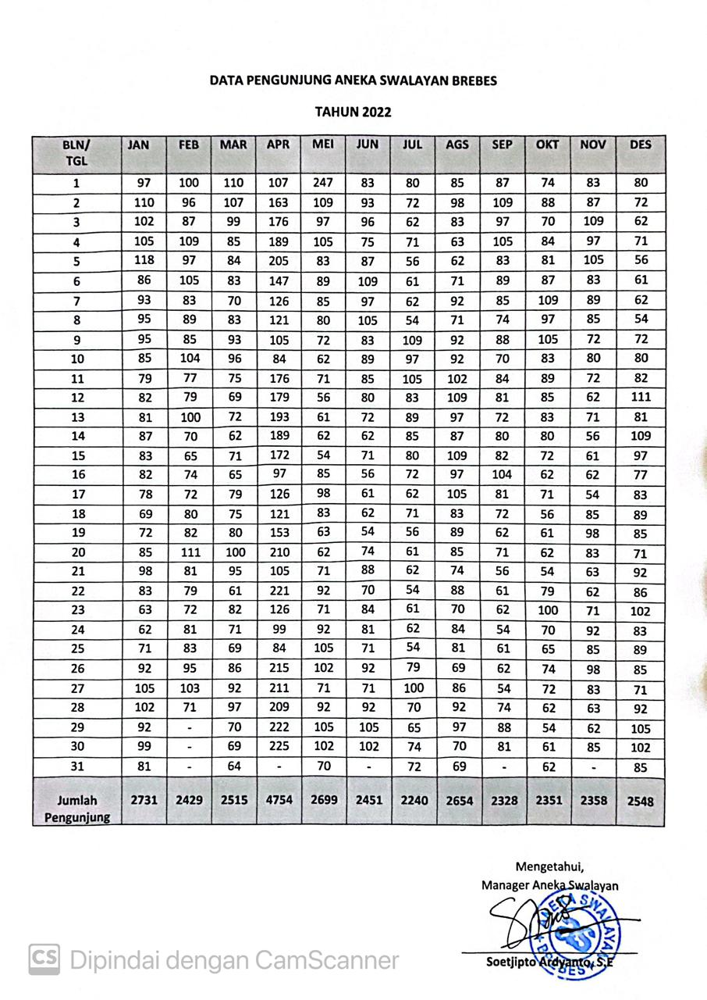 DATA PENGUNJUNG ANEKA SWALAYAN BREBES
TAHUN 2022
BLN/ TGL JAN FEB MAR APR MEI JUN JUL AGS SEP OKT NOV DES
1 97 100 110 107 247 83 80 85 87 74 83 80
2 110 96 107 163 109 93 72 98 109 88 87 72
3 102 87 99 176 97 96 62 83 97 70 109 62
4 105 109 85 189 105 75 71 63 105 84 97 71
5 118 97 84 205 83 87 56 62 83 81 105 56
6 86 105 83 147 89 109 61 71 89 87 83 61
7 93 83 70 126 85 97 62 92 85 109 89 62
8 95 89 83 121 80 105 54 71 74 97 85 54
9 95 85 93 105 72 83 109 92 88 105 72 72
10 85 104 96 84 62 89 97 92 70 83 80 80
11 79 77 75 176 71 85 105 102 84 89 72 82
12 82 79 69 179 56 80 83 109 81 85 62 111
13 81 100 72 193 61 72 89 97 72 83 71 81
14 87 70 62 189 62 62 85 87 80 80 56 109
15 83 65 71 172 54 71 80 109 82 72 61 97
16 82 74 65 97 85 56 72 97 104 62 62 77
17 78 72 79 126 98 61 62 105 81 71 54 83
18 69 80 75 121 83 62 71 83 72 56 85 89
19 72 82 80 153 63 54 56 89 62 61 98 85
20 85 111 100 210 62 74 61 85 71 62 83 71
21 98 81 95 105 71 88 62 74 56 54 63 92
22 83 79 61 221 92 70 54 88 61 79 62 86
23 63 72 82 126 71 84 61 70 62 100 71 102
24 62 81 71 99 92 81 62 84 54 70 92 83
25 71 83 69 84 105 71 54 81 61 65 85 89
26 92 95 86 215 102 92 79 69 62 74 98 85
27 105 103 92 211 71 71 100 86 54 72 83 71
28 102 71 97 209 92 92 70 92 74 62 63 92
29 92 - 70 222 105 105 65 97 88 54 62 105
30 99 - 69 225 102 102 74 70 81 61 85 102
31 81 - 64 - 70 - 72 69 - 62 - 85
Jumlah Pengunjung 2731 2429 2515 4754 2699 2451 2240 2654 2328 2351 2358 2548
Mengetahui,
Manager Aneka Swalayan
ANEKA SWALAYAN
BREBES
Soetjipto Ardyanto, S.E
CS Dipindai dengan CamScanner